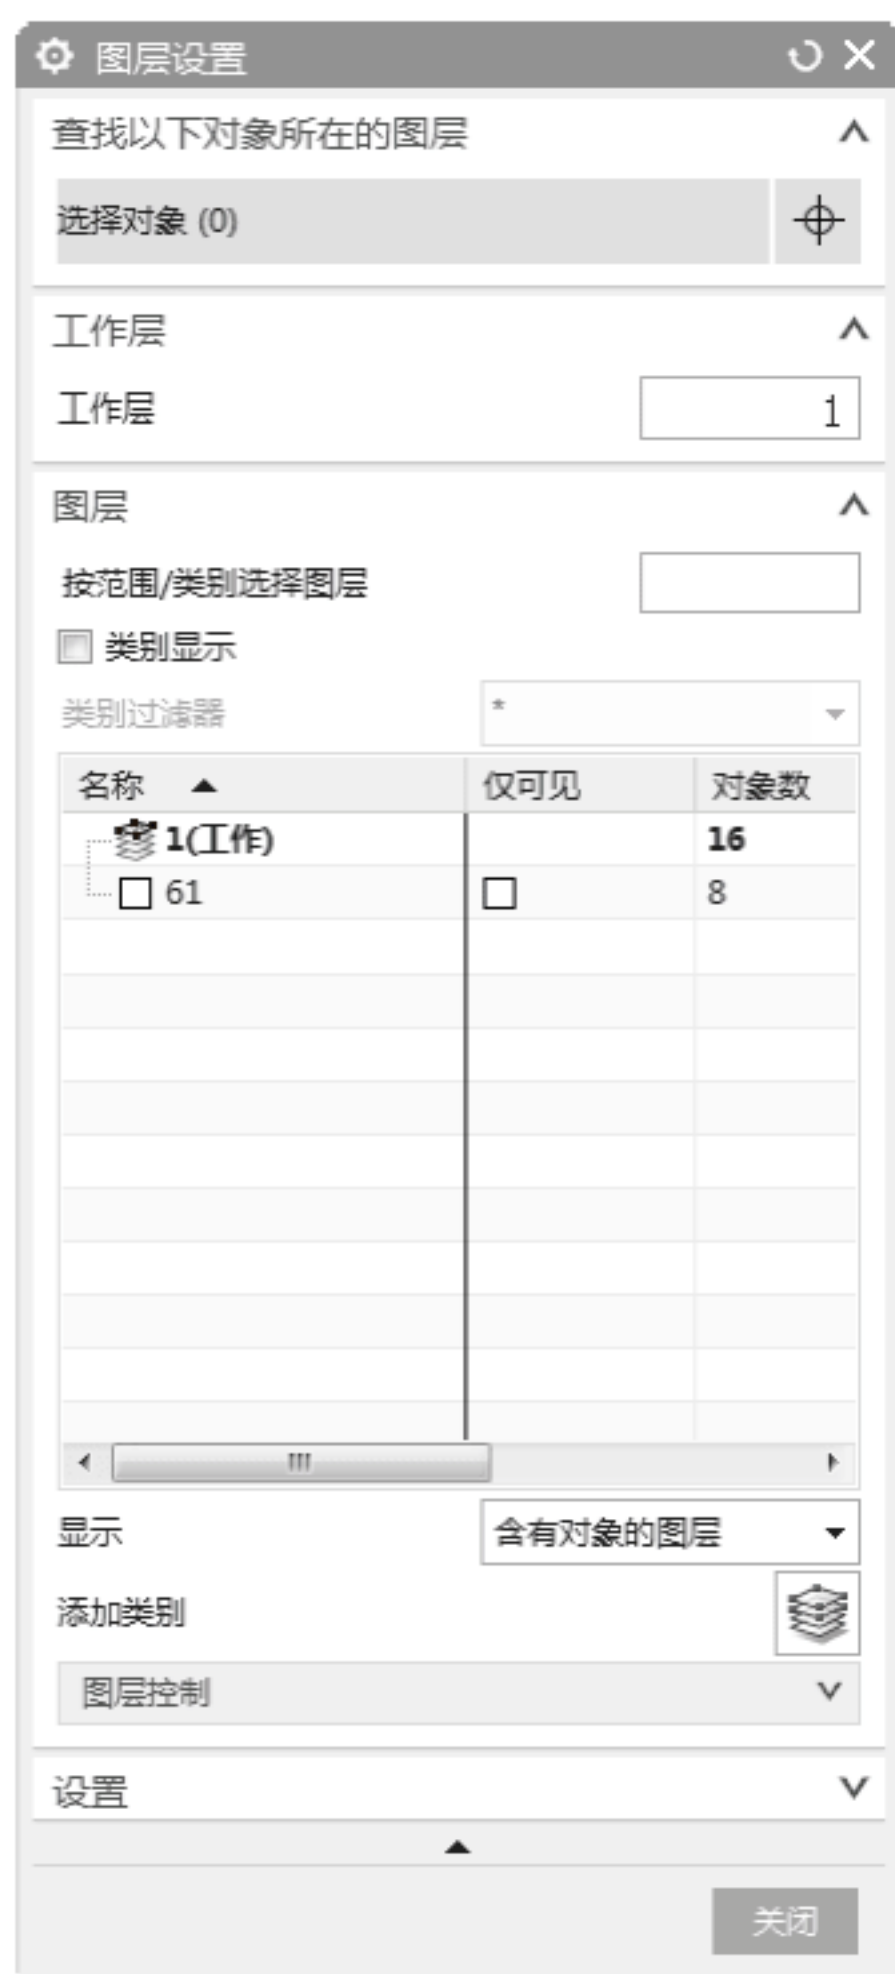 图层设置
查找以下对象所在的图层
选择对象 (0)
工作层
工作层 1
图层
按范围/类别选择图层
类别显示
类别过滤器 *
名称 仅可见 对象数
1(工作) 16
61 8
显示 含有对象的图层
添加类别
图层控制
设置
关闭